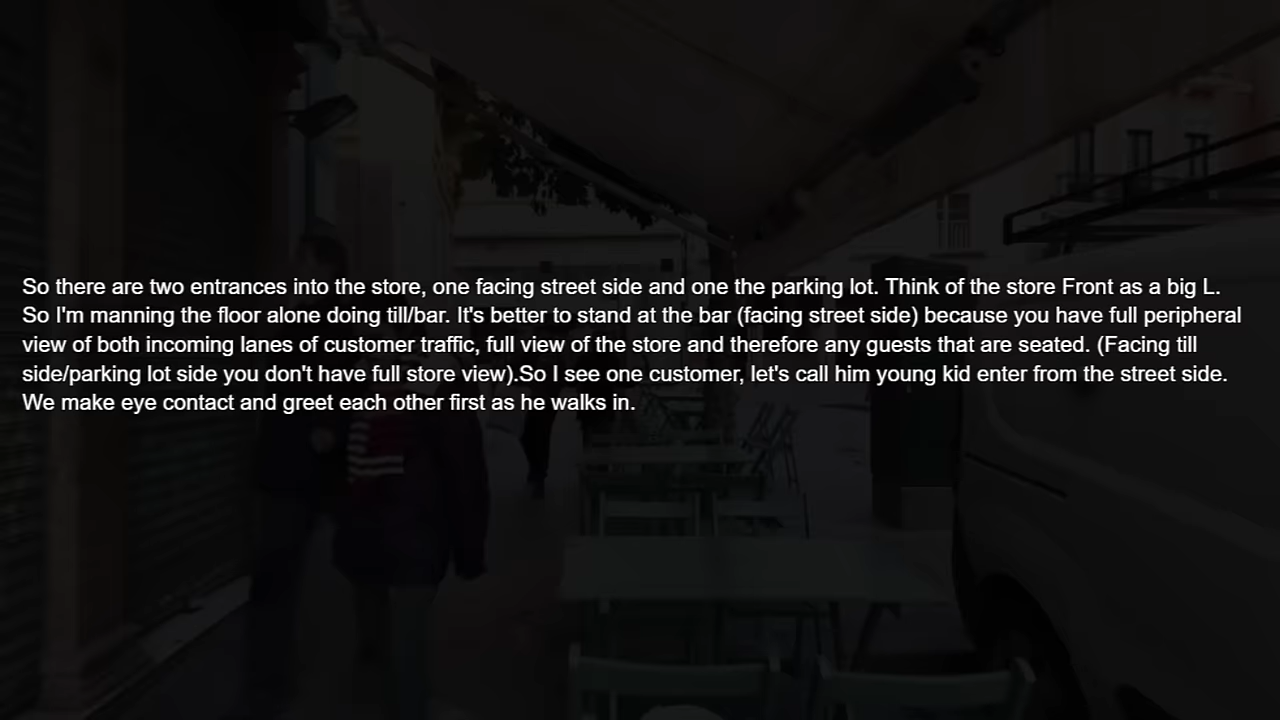 So there are two entrances into the store, one facing street side and one the parking lot. Think of the store Front as a big L.
So I'm manning the floor alone doing till/bar. It's better to stand at the bar (facing street side) because you have full peripheral
view of both incoming lanes of customer traffic, full view of the store and therefore any guests that are seated. (Facing till
side/parking lot side you don't have full store view).So I see one customer, let's call him young kid enter from the street side.
We make eye contact and greet each other first as he walks in.